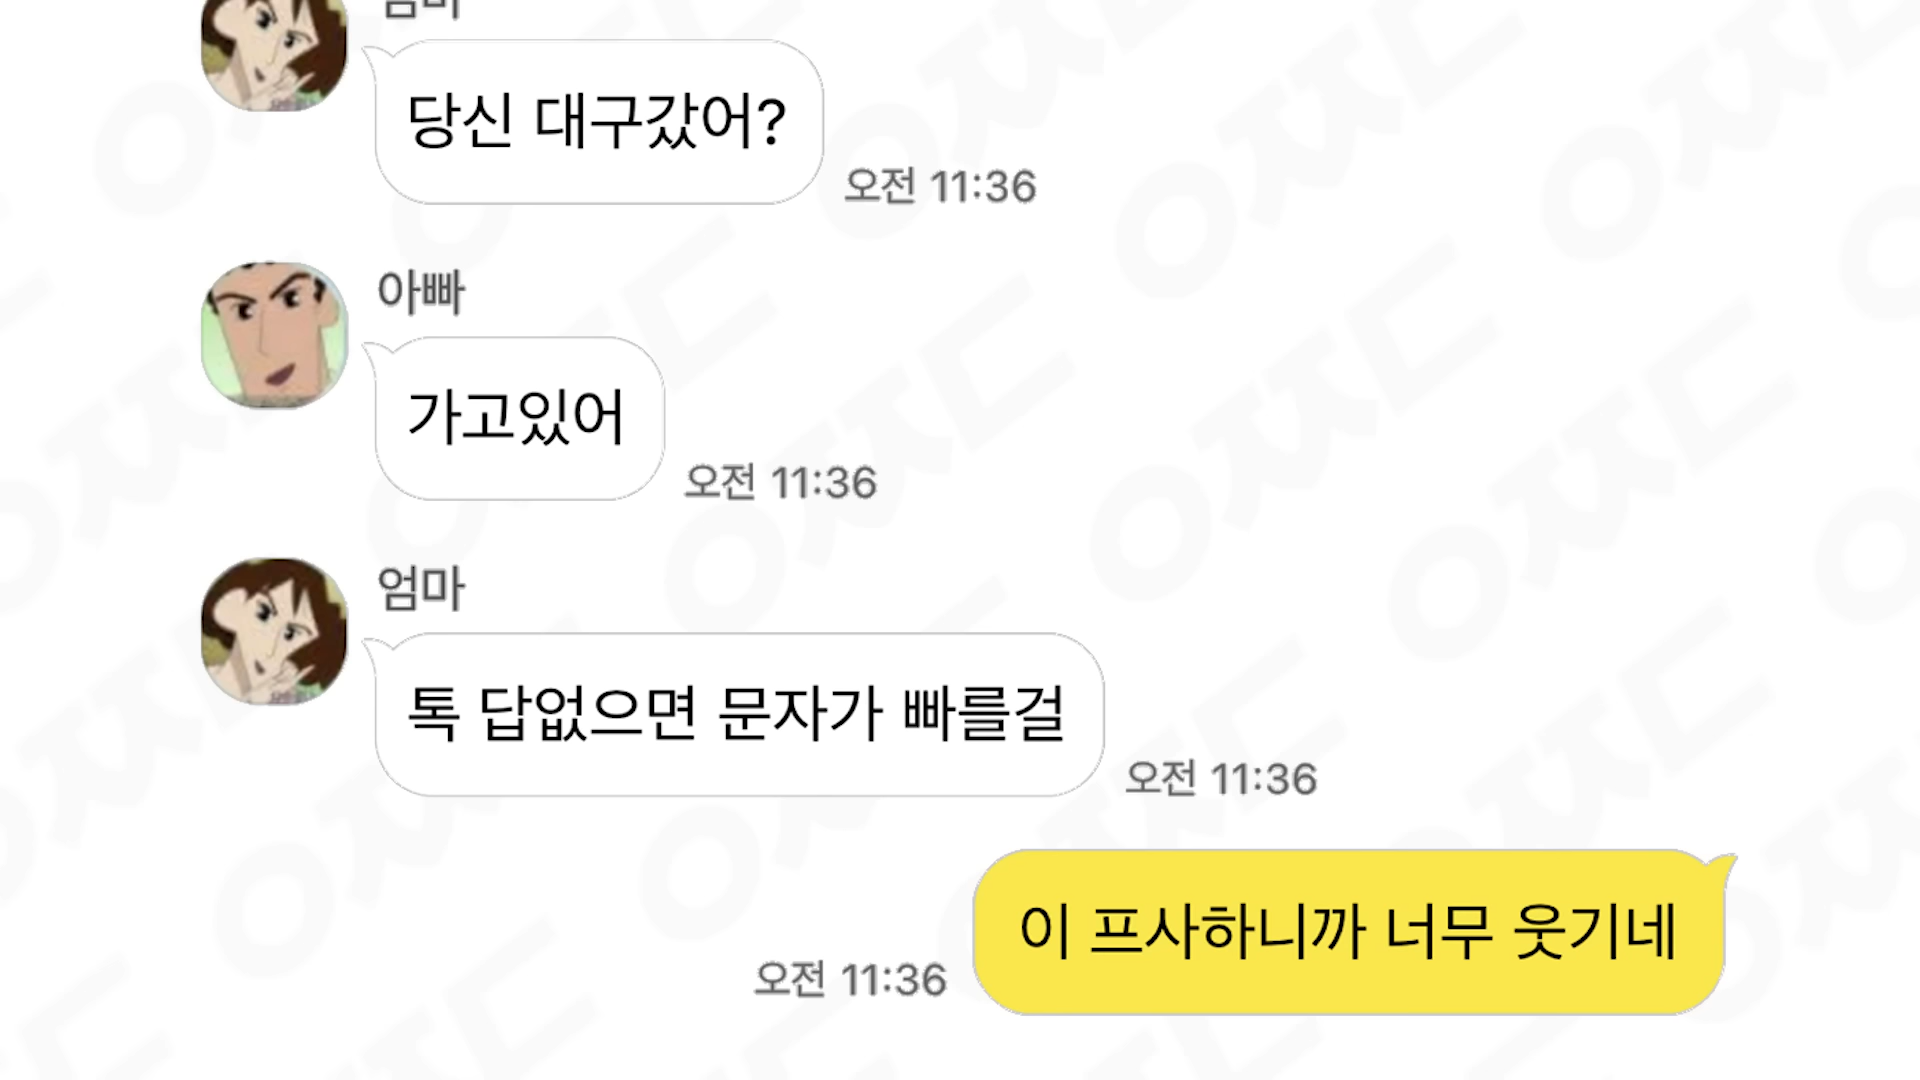 엄마
당신 대구갔어?
오전 11:36
아빠
가고있어
오전 11:36
엄마
톡 답없으면 문자가 빠를걸
오전 11:36
이 프사하니까 너무 웃기네
오전 11:36